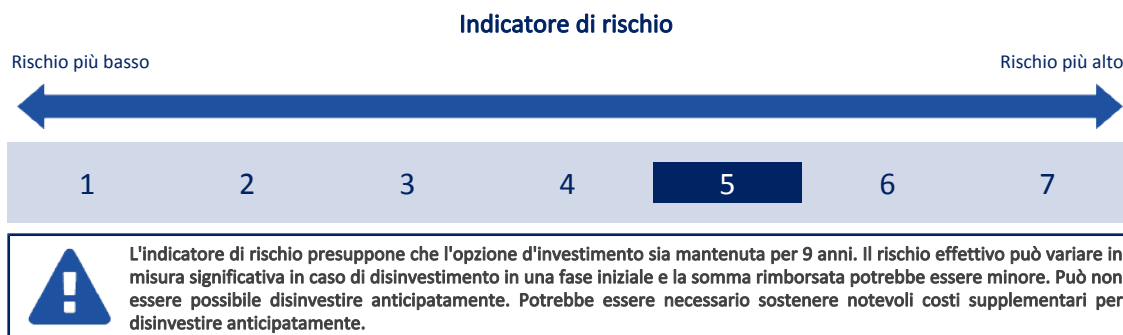 Indicatore di rischio
Rischio più basso Rischio più alto
1 2 3 4 5 6 7
L'indicatore di rischio presuppone che l'opzione d'investimento sia mantenuta per 9 anni. Il rischio effettivo può variare in
misura significativa in caso di disinvestimento in una fase iniziale e la somma rimborsata potrebbe essere minore. Può non
essere possibile disinvestire anticipatamente. Potrebbe essere necessario sostenere notevoli costi supplementari per
disinvestire anticipatamente.